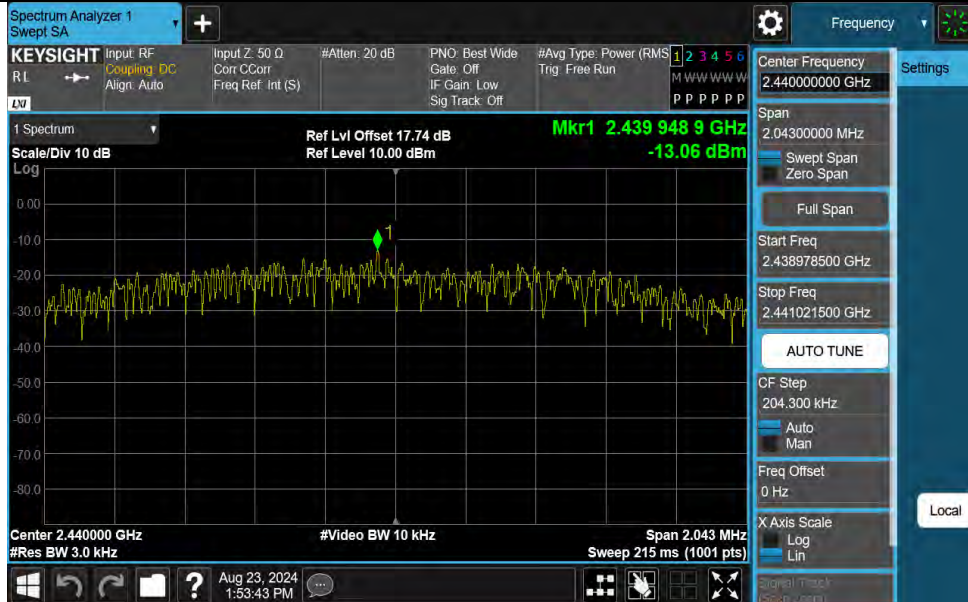 Spectrum Analyzer 1
Swept SA
+
Frequency
KEYSIGHT
RL
LXI
Input: RF
Coupling: DC
Align: Auto
Input Z: 50 Ω
Corr CCorr
Freq Ref: Int (S)
#Atten: 20 dB
PNO: Best Wide
Gate: Off
IF Gain: Low
Sig Track: Off
#Avg Type: Power (RMS
Trig: Free Run
1 2 3 4 5 6
M W W W W W
P P P P P P
1 Spectrum
Scale/Div 10 dB
Ref Lvl Offset 17.74 dB
Ref Level 10.00 dBm
Mkr1 2.439 948 9 GHz
-13.06 dBm
Log
1
0.00
-10.0
-20.0
-30.0
-40.0
-50.0
-60.0
-70.0
-80.0
Center 2.440000 GHz
#Res BW 3.0 kHz
#Video BW 10 kHz
Span 2.043 MHz
Sweep 215 ms (1001 pts)
?
Aug 23, 2024
1:53:43 PM
Center Frequency
2.440000000 GHz
Span
2.04300000 MHz
Swept Span
Zero Span
Full Span
Start Freq
2.438978500 GHz
Stop Freq
2.441021500 GHz
AUTO TUNE
CF Step
204.300 kHz
Auto
Man
Freq Offset
0 Hz
X Axis Scale
Log
Lin
Signal Track
(Span Zoom)
Settings
Local